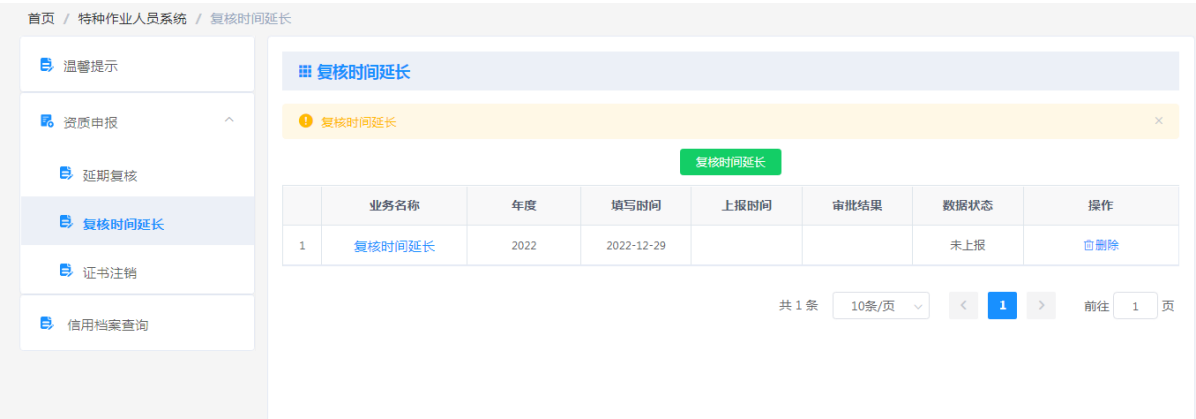 首页 / 特种作业人员系统 / 复核时间延长
温馨提示
资质申报
延期复核
复核时间延长
证书注销
信用档案查询
复核时间延长
复核时间延长
复核时间延长
业务名称 年度 填写时间 上报时间 审批结果 数据状态 操作
1 复核时间延长 2022 2022-12-29 未上报 删除
共 1 条 10条/页 < 1 > 前往 1 页